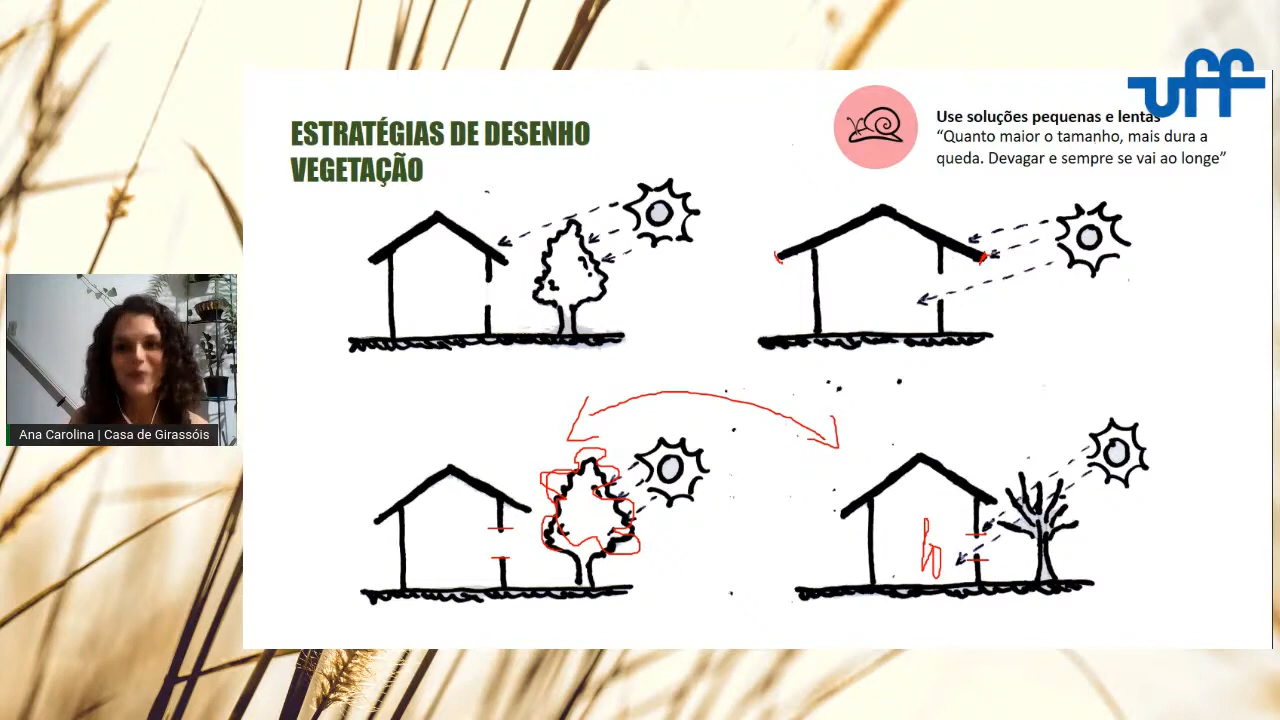 uff
ESTRATÉGIAS DE DESENHO
VEGETAÇÃO
Use soluções pequenas e lentas
“Quanto maior o tamanho, mais dura a
queda. Devagar e sempre se vai ao longe”
Ana Carolina | Casa de Girassóis